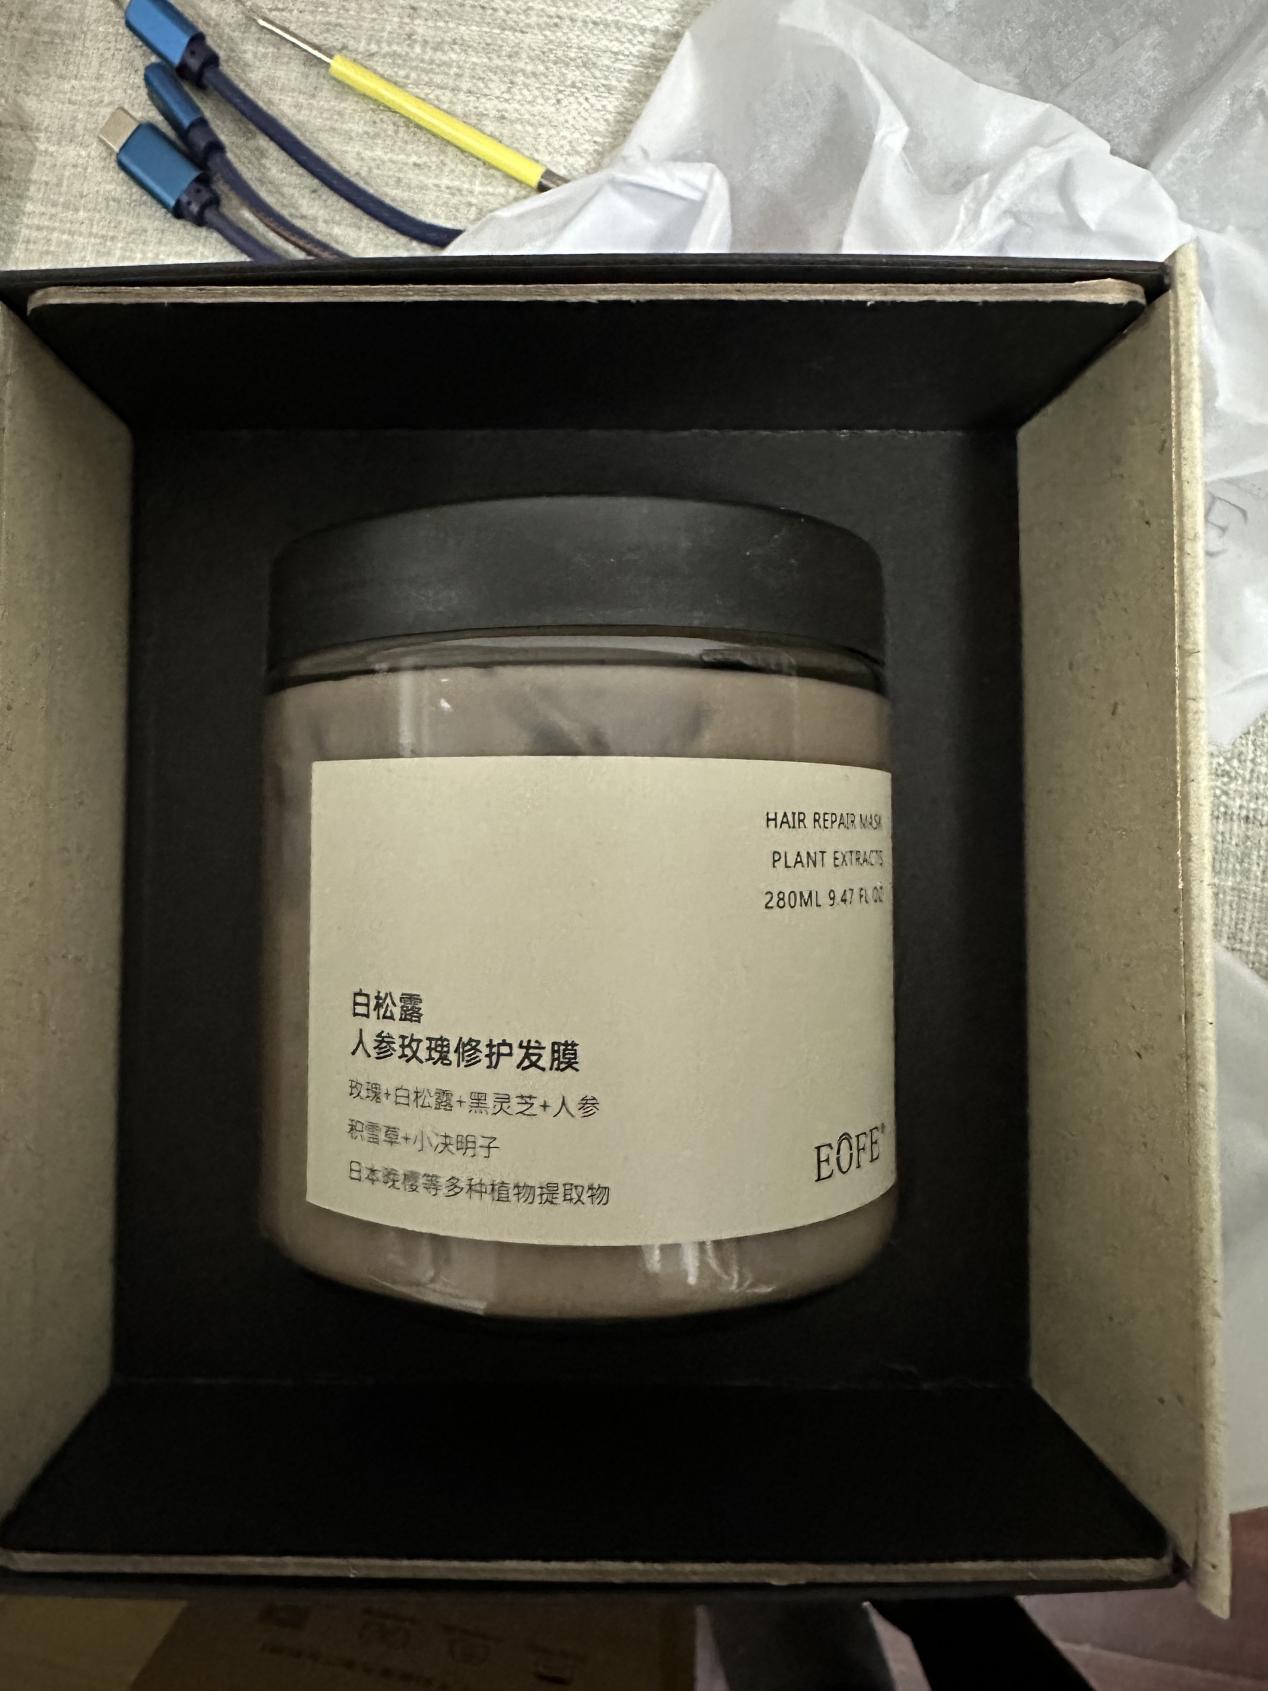 HAIR REPAIR MASK
PLANT EXTRACTS
280ML 9.47 FL OZ
白松露
人参玫瑰修护发膜
玫瑰+白松露+黑灵芝+人参
积雪草+小决明子
日本晚樱等多种植物提取物
EOFE®